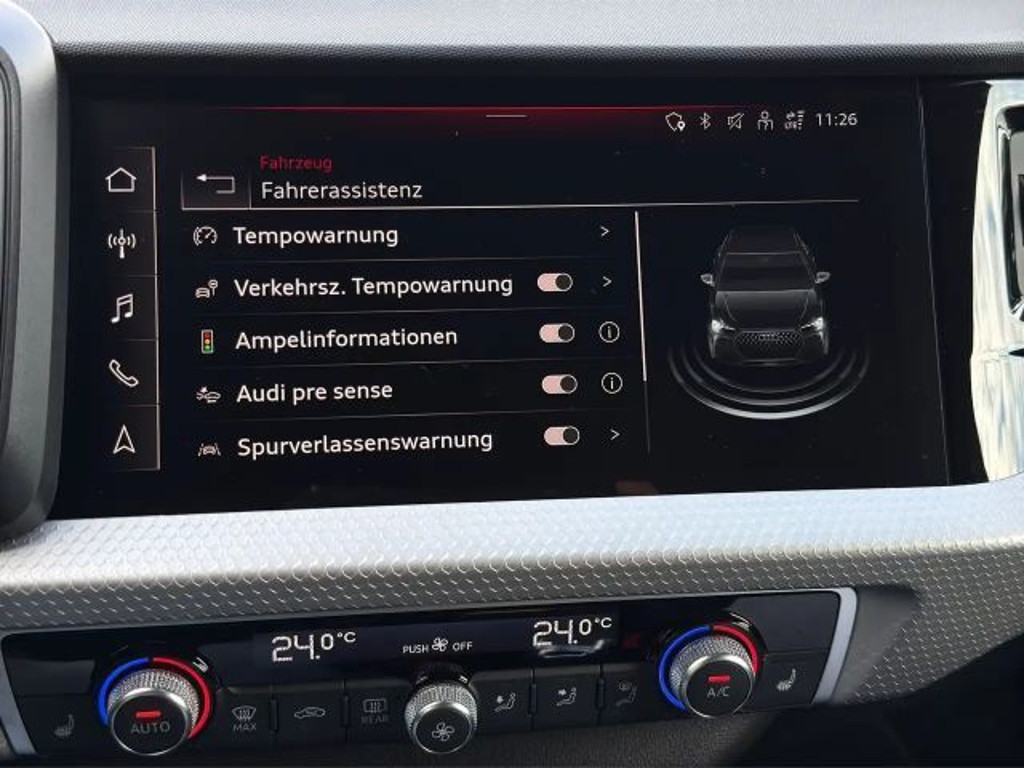 11:26
Fahrzeug
Fahrerassistenz
Tempowarnung
Verkehrsz. Tempowarnung
Ampelinformationen
Audi pre sense
Spurverlassenswarnung
24.0°C
PUSH OFF
24.0°C
AUTO
MAX
REAR
A/C